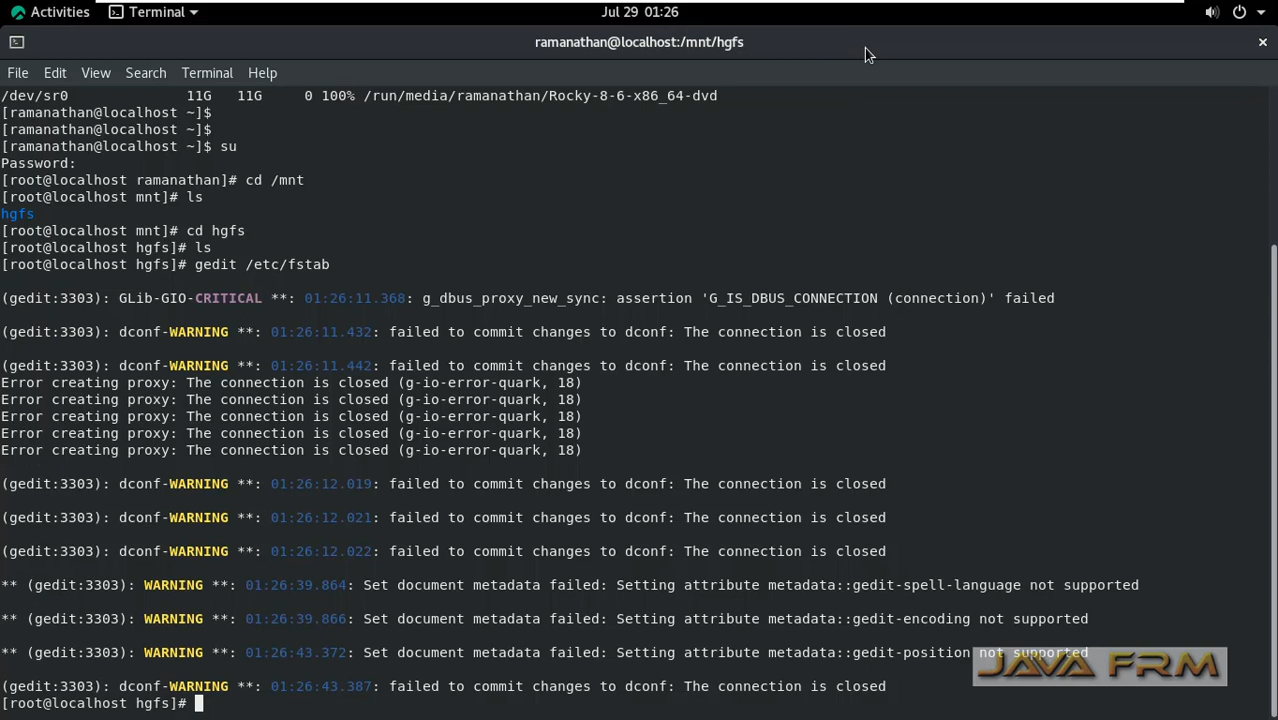 Activities Terminal Jul 29 01:26
ramanathan@localhost:/mnt/hgfs
File Edit View Search Terminal Help
/dev/sr0 11G 11G 0 100% /run/media/ramanathan/Rocky-8-6-x86_64-dvd
[ramanathan@localhost ~]$
[ramanathan@localhost ~]$
[ramanathan@localhost ~]$ su
Password:
[root@localhost ramanathan]# cd /mnt
[root@localhost mnt]# ls
hgfs
[root@localhost mnt]# cd hgfs
[root@localhost hgfs]# ls
[root@localhost hgfs]# gedit /etc/fstab
(gedit:3303): GLib-GIO-CRITICAL **: 01:26:11.368: g_dbus_proxy_new_sync: assertion 'G_IS_DBUS_CONNECTION (connection)' failed
(gedit:3303): dconf-WARNING **: 01:26:11.432: failed to commit changes to dconf: The connection is closed
(gedit:3303): dconf-WARNING **: 01:26:11.442: failed to commit changes to dconf: The connection is closed
Error creating proxy: The connection is closed (g-io-error-quark, 18)
Error creating proxy: The connection is closed (g-io-error-quark, 18)
Error creating proxy: The connection is closed (g-io-error-quark, 18)
Error creating proxy: The connection is closed (g-io-error-quark, 18)
Error creating proxy: The connection is closed (g-io-error-quark, 18)
(gedit:3303): dconf-WARNING **: 01:26:12.019: failed to commit changes to dconf: The connection is closed
(gedit:3303): dconf-WARNING **: 01:26:12.021: failed to commit changes to dconf: The connection is closed
(gedit:3303): dconf-WARNING **: 01:26:12.022: failed to commit changes to dconf: The connection is closed
** (gedit:3303): WARNING **: 01:26:39.864: Set document metadata failed: Setting attribute metadata::gedit-spell-language not supported
** (gedit:3303): WARNING **: 01:26:39.866: Set document metadata failed: Setting attribute metadata::gedit-encoding not supported
** (gedit:3303): WARNING **: 01:26:43.372: Set document metadata failed: Setting attribute metadata::gedit-position not supported
JAVA FRM
(gedit:3303): dconf-WARNING **: 01:26:43.387: failed to commit changes to dconf: The connection is closed
[root@localhost hgfs]#